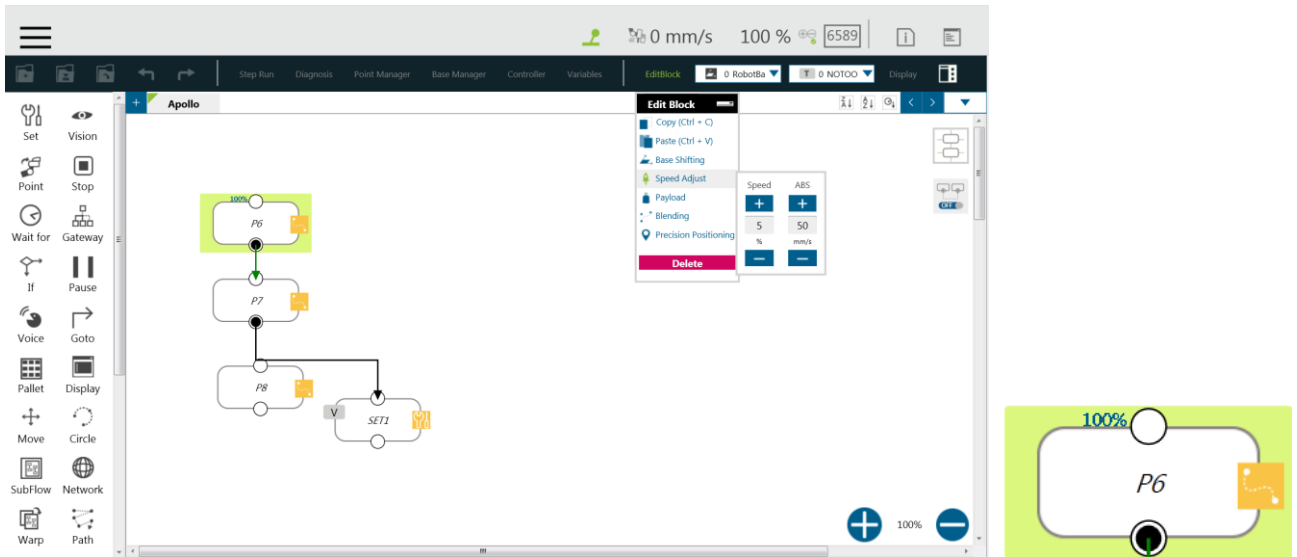 0 mm/s 100 % 6589
Step Run Diagnosis Point Manager Base Manager Controller Variables EditBlock 0 RobotBa T 0 NOTOO Display
+ Apollo
Set Vision
Point Stop
Wait for Gateway
If Pause
Voice Goto
Pallet Display
Move Circle
SubFlow Network
Warp Path
100%
P6
P7
P8
V SET1
Edit Block
Copy (Ctrl + C)
Paste (Ctrl + V)
Base Shifting
Speed Adjust
Payload
Blending
Precision Positioning
Delete
Speed ABS
+ +
5 50
% mm/s
OFF
100%
100%
P6